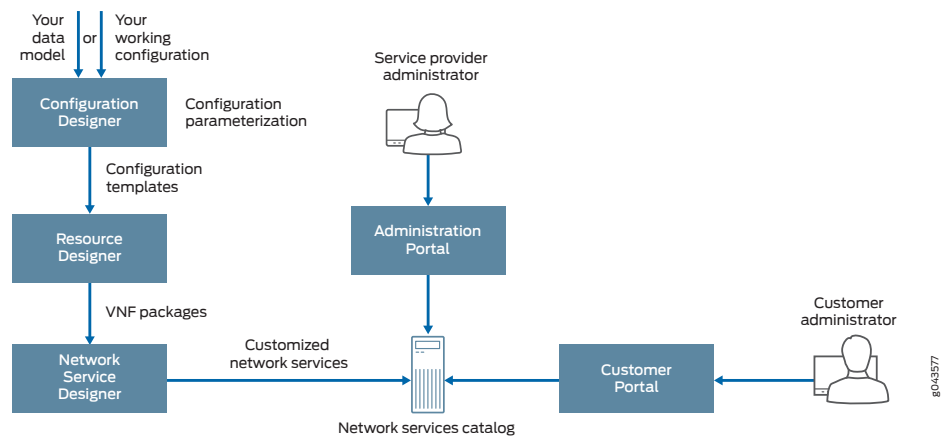 Your
data
model
or
Your
working
configuration
Configuration
Designer
Configuration
parameterization
Configuration
templates
Resource
Designer
VNF packages
Network
Service
Designer
Customized
network services
Service provider
administrator
Administration
Portal
Network services catalog
Customer
Portal
Customer
administrator
g043577